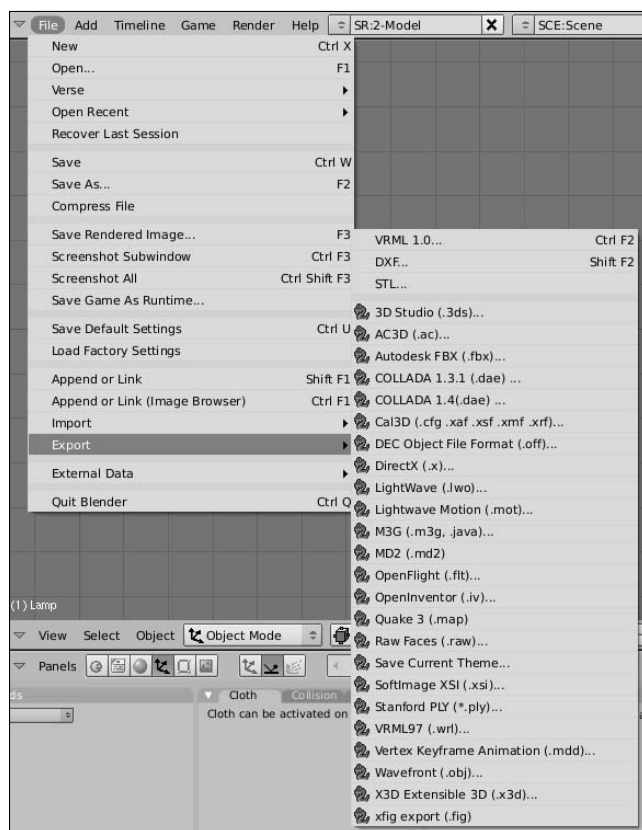 File Add Timeline Game Render Help SR:2-Model SCE:Scene
New Ctrl X
Open... F1
Verse
Open Recent
Recover Last Session
Save Ctrl W
Save As... F2
Compress File
Save Rendered Image... F3
Screenshot Subwindow Ctrl F3
Screenshot All Ctrl Shift F3
Save Game As Runtime...
Save Default Settings Ctrl U
Load Factory Settings
Append or Link Shift F1
Append or Link (Image Browser) Ctrl F1
Import
Export
External Data
Quit Blender Ctrl Q
VRML 1.0... Ctrl F2
DXF... Shift F2
STL...
3D Studio (.3ds)...
AC3D (.ac)...
Autodesk FBX (.fbx)...
COLLADA 1.3.1 (.dae) ...
COLLADA 1.4(.dae) ...
Cal3D (.cfg .xaf .xsf .xmf .xrf)...
DEC Object File Format (.off)...
DirectX (.x)...
LightWave (.lwo)...
Lightwave Motion (.mot)...
M3G (.m3g, .java)...
MD2 (.md2)
OpenFlight (.flt)...
OpenInventor (.iv)...
Quake 3 (.map)
Raw Faces (.raw)...
Save Current Theme...
SoftImage XSI (.xsi)...
Stanford PLY (*.ply)...
VRML97 (.wrl)...
Vertex Keyframe Animation (.mdd)...
Wavefront (.obj)...
X3D Extensible 3D (.x3d)...
xfig export (.fig)
(1) Lamp
View Select Object Object Mode
Panels
Cloth Collision
Cloth can be activated on